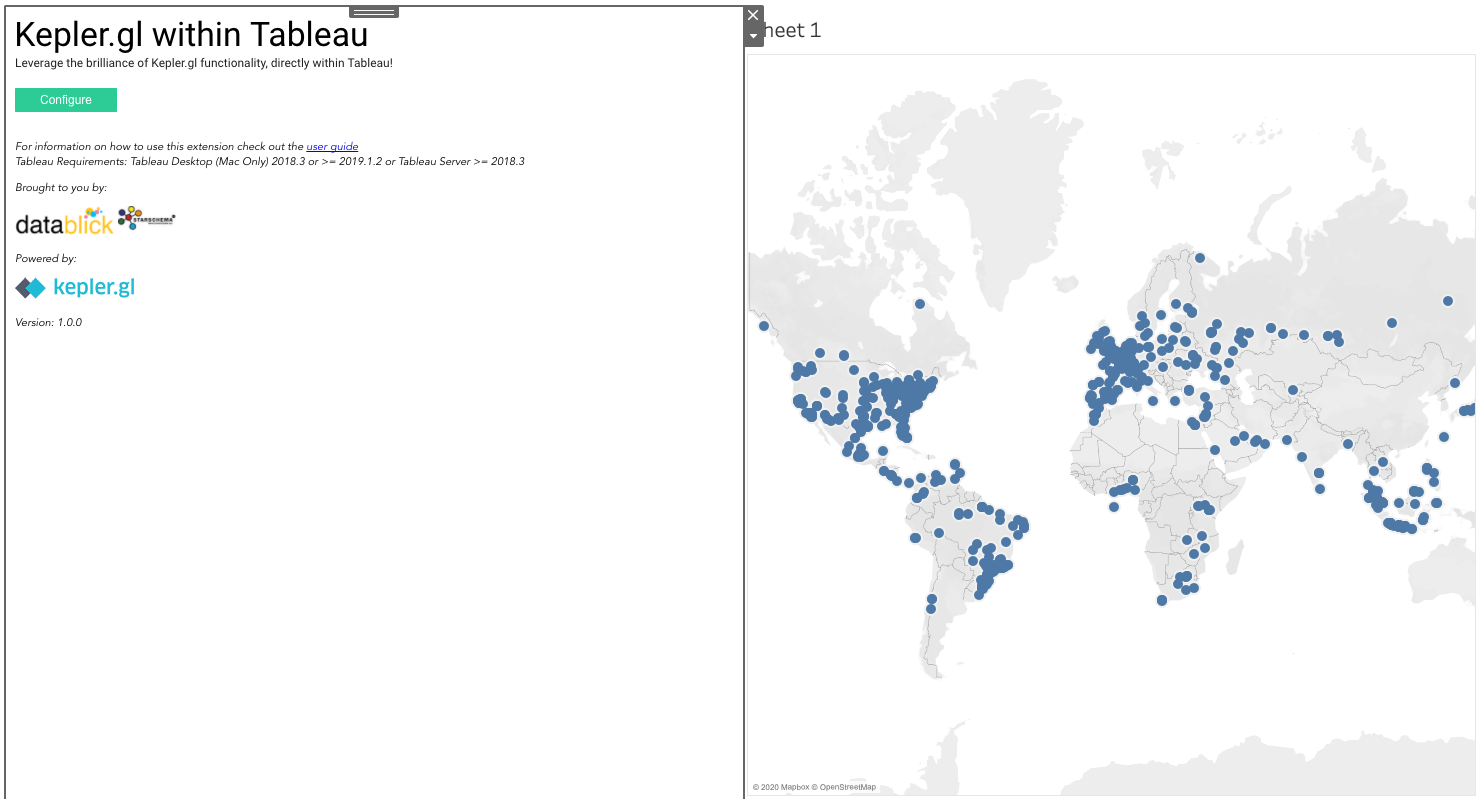 Kepler.gl within Tableau
Leverage the brilliance of Kepler.gl functionality, directly within Tableau!
Configure
For information on how to use this extension check out the user guide
Tableau Requirements: Tableau Desktop (Mac Only) 2018.3 or >= 2019.1.2 or Tableau Server >= 2018.3
Brought to you by:
datablick STARSCHEMA
Powered by:
kepler.gl
Version: 1.0.0
heet 1
© 2020 Mapbox © OpenStreetMap